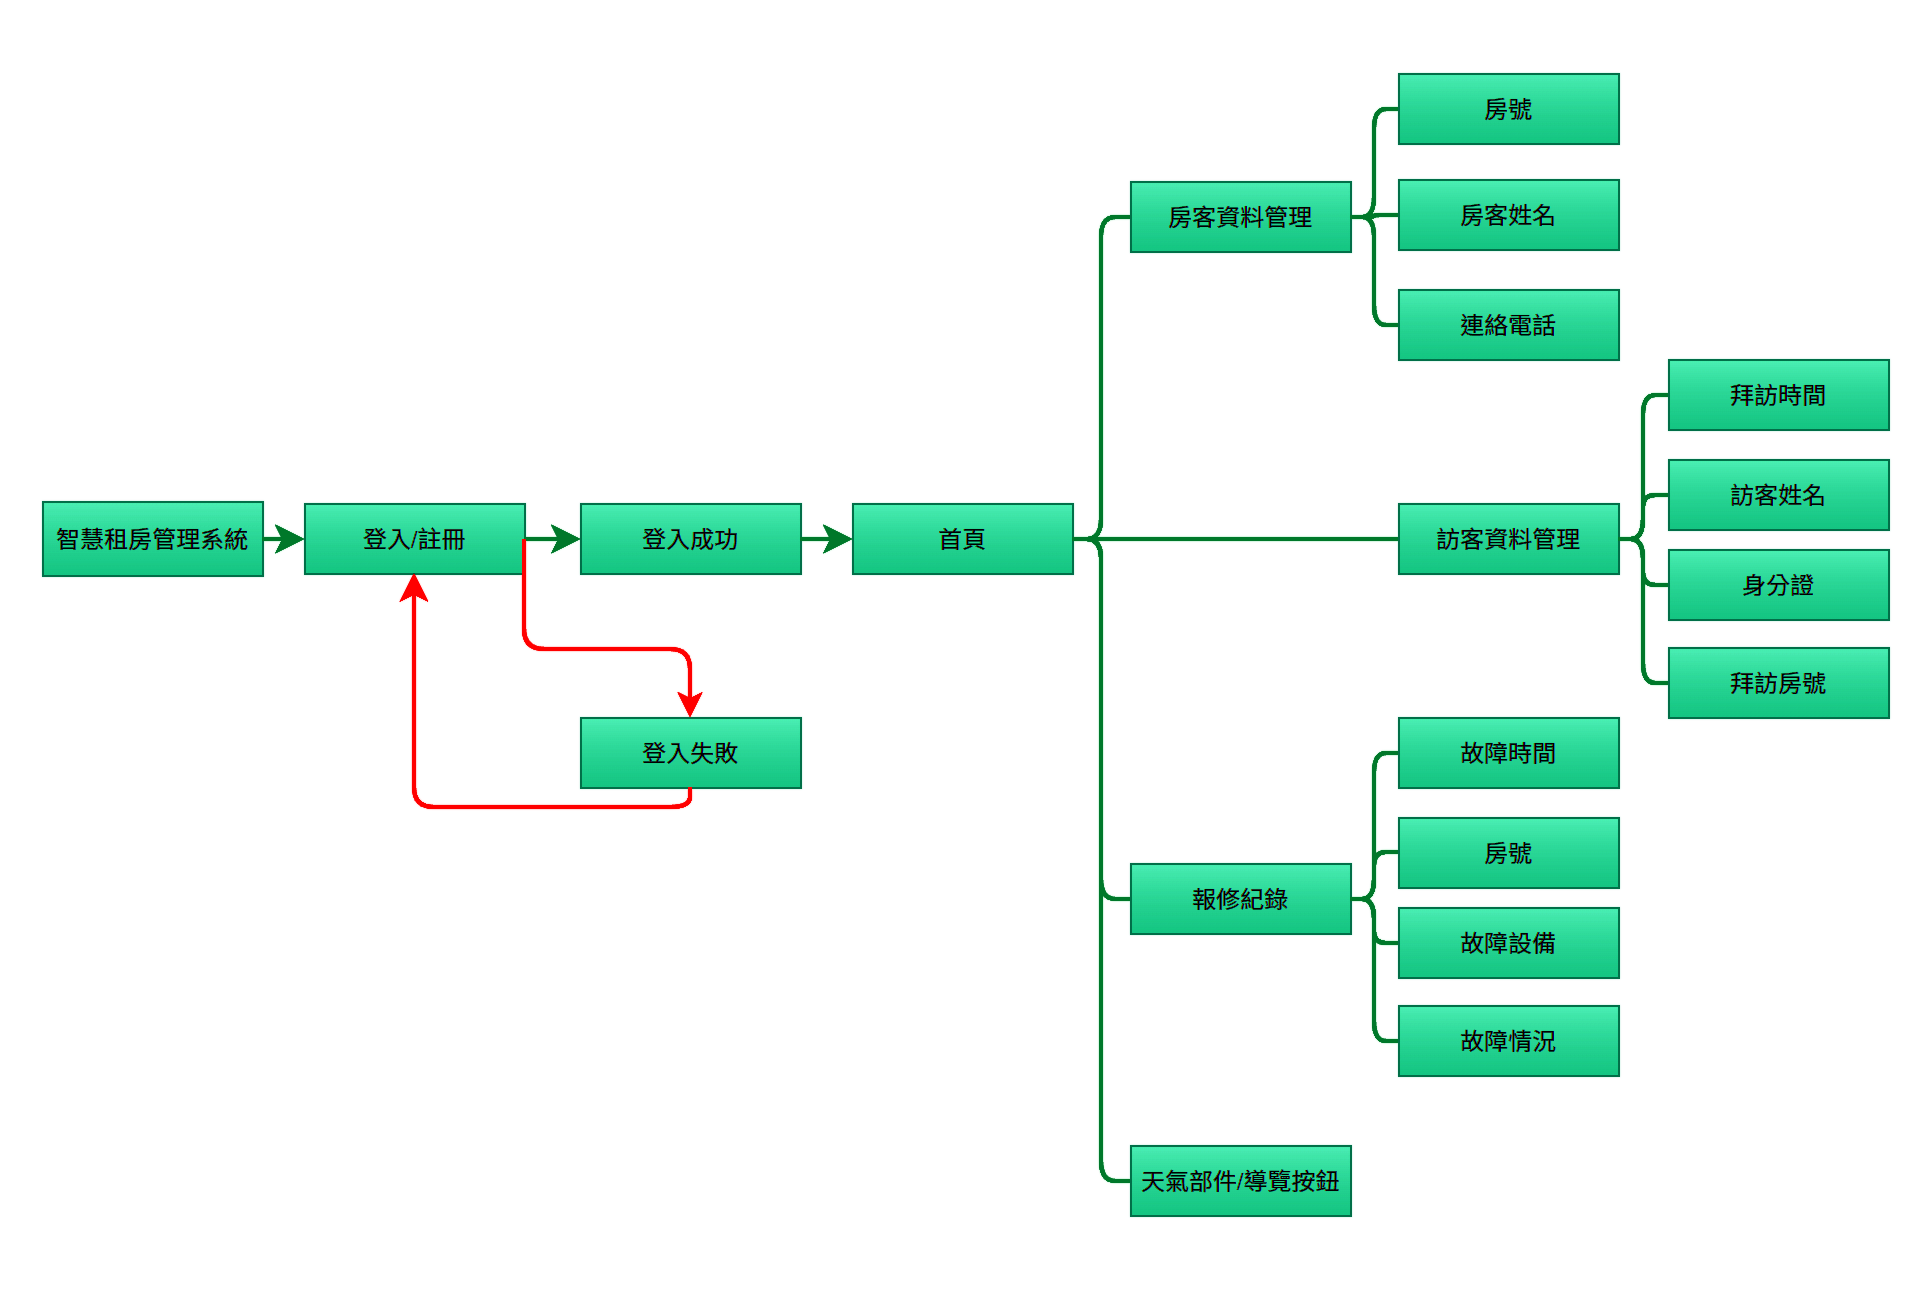 智慧租房管理系統
登入/註冊
登入成功
登入失敗
首頁
房客資料管理
房號
房客姓名
連絡電話
訪客資料管理
拜訪時間
訪客姓名
身分證
拜訪房號
報修紀錄
故障時間
房號
故障設備
故障情況
天氣部件/導覽按鈕